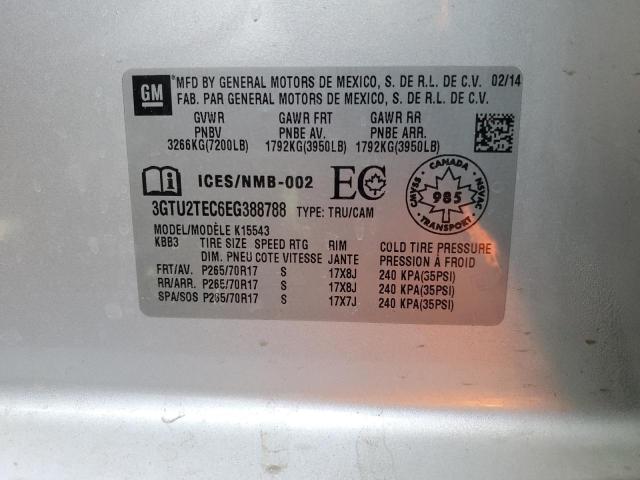 GM
*MFD BY GENERAL MOTORS DE MEXICO, S. DE R.L. DE C.V. 02/14
FAB. PAR GENERAL MOTORS DE MEXICO, S. DE R.L. DE C.V.
GVWR GAWR FRT GAWR RR
PNBV PNBE AV. PNBE ARR.
3266KG(7200LB) 1792KG(3950LB) 1792KG(3950LB)
ICES/NMB-002 EC
CANADA
CMVSS NSVAC
985
TRANSPORT
3GTU2TEC6EG388788 TYPE: TRU/CAM
MODEL/MODÈLE K15543
KBB3 TIRE SIZE SPEED RTG RIM COLD TIRE PRESSURE
DIM. PNEU COTE VITESSE JANTE PRESSION À FROID
FRT/AV. P265/70R17 S 17X8J 240 KPA(35PSI)
RR/ARR. P265/70R17 S 17X8J 240 KPA(35PSI)
SPA/SOS P265/70R17 S 17X7J 240 KPA(35PSI)